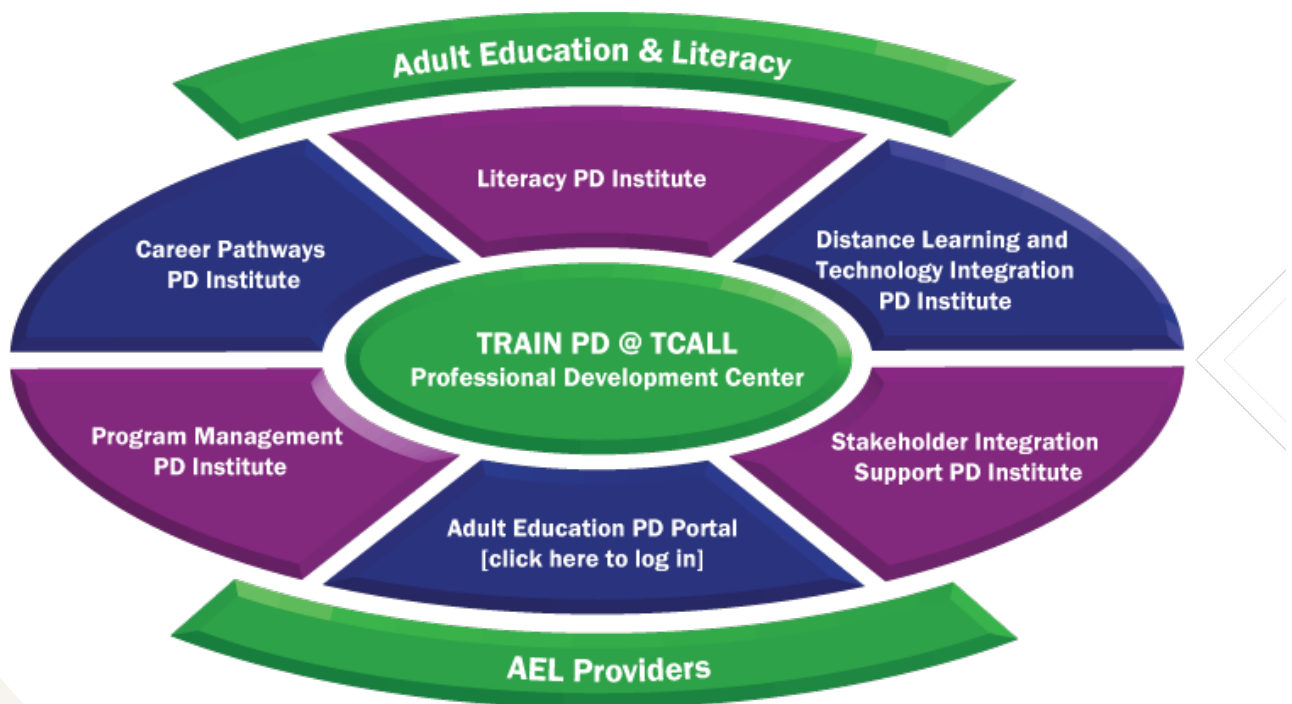 Adult Education & Literacy
Literacy PD Institute
Career Pathways
PD Institute
Distance Learning and
Technology Integration
PD Institute
TRAIN PD @ TCALL
Professional Development Center
Program Management
PD Institute
Stakeholder Integration
Support PD Institute
Adult Education PD Portal
[click here to log in]
AEL Providers